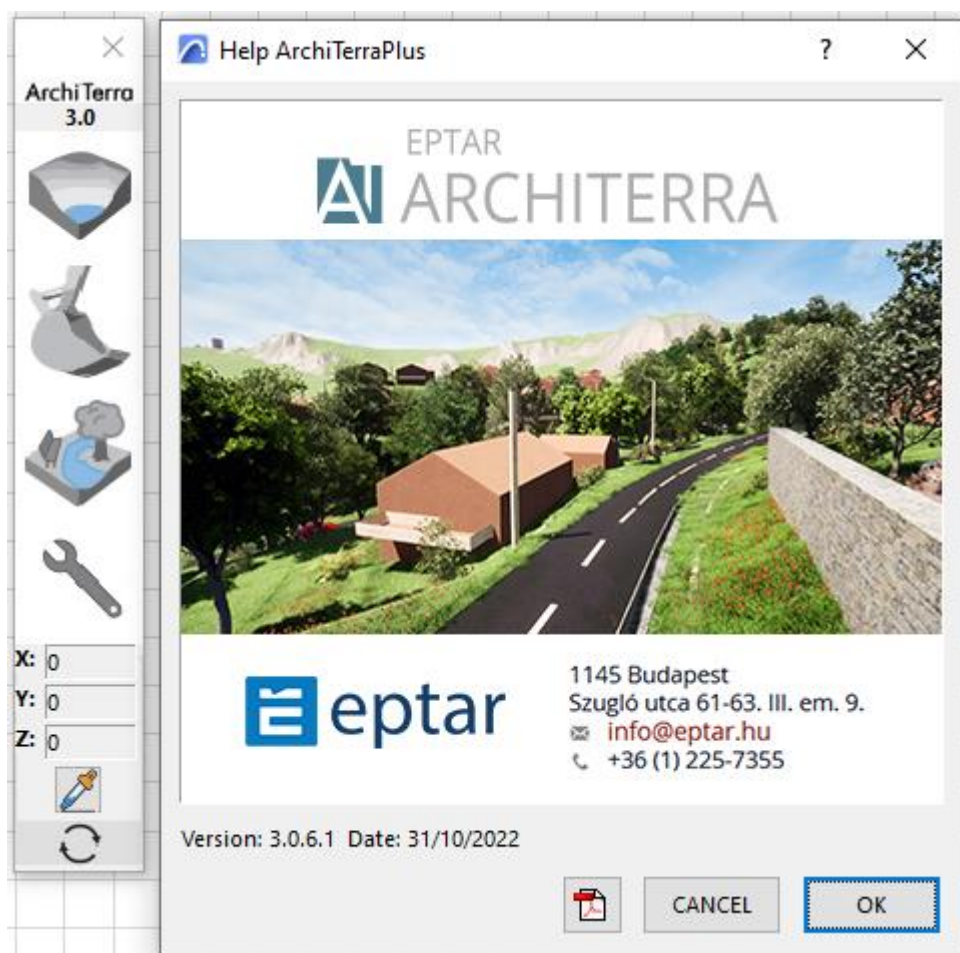 ArchiTerra
3.0
X: 0
Y: 0
Z: 0
Help ArchiTerraPlus
?
EPTAR
AI ARCHITERRA
eptar
1145 Budapest
Szugló utca 61-63. III. em. 9.
info@eptar.hu
+36 (1) 225-7355
Version: 3.0.6.1 Date: 31/10/2022
CANCEL
OK